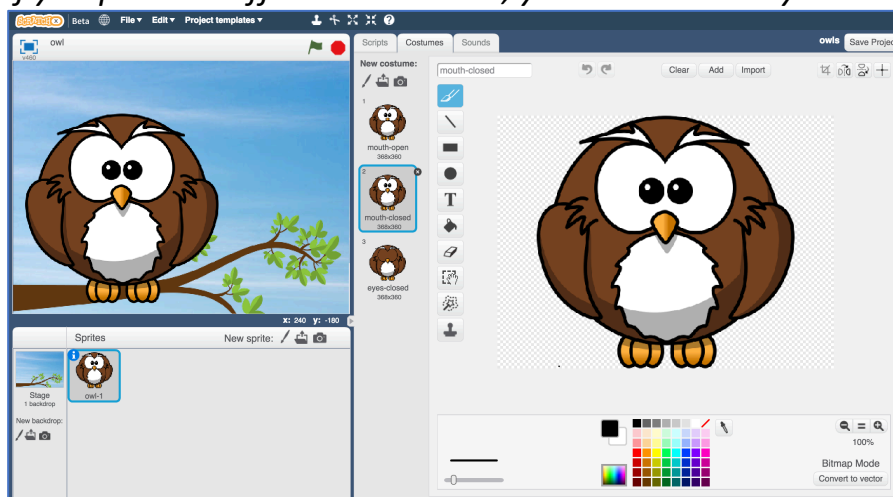 Beta File▾ Edit▾ Project templates▾
owl
v460
Scripts Costumes Sounds
owls Save Projec
New costume:
mouth-closed
Clear Add Import
1
mouth-open
368x360
2
mouth-closed
368x360
3
eyes-closed
368x360
T
x: 240 y: -180
Sprites New sprite:
Stage
1 backdrop
owl-1
New backdrop:
100%
Bitmap Mode
Convert to vector